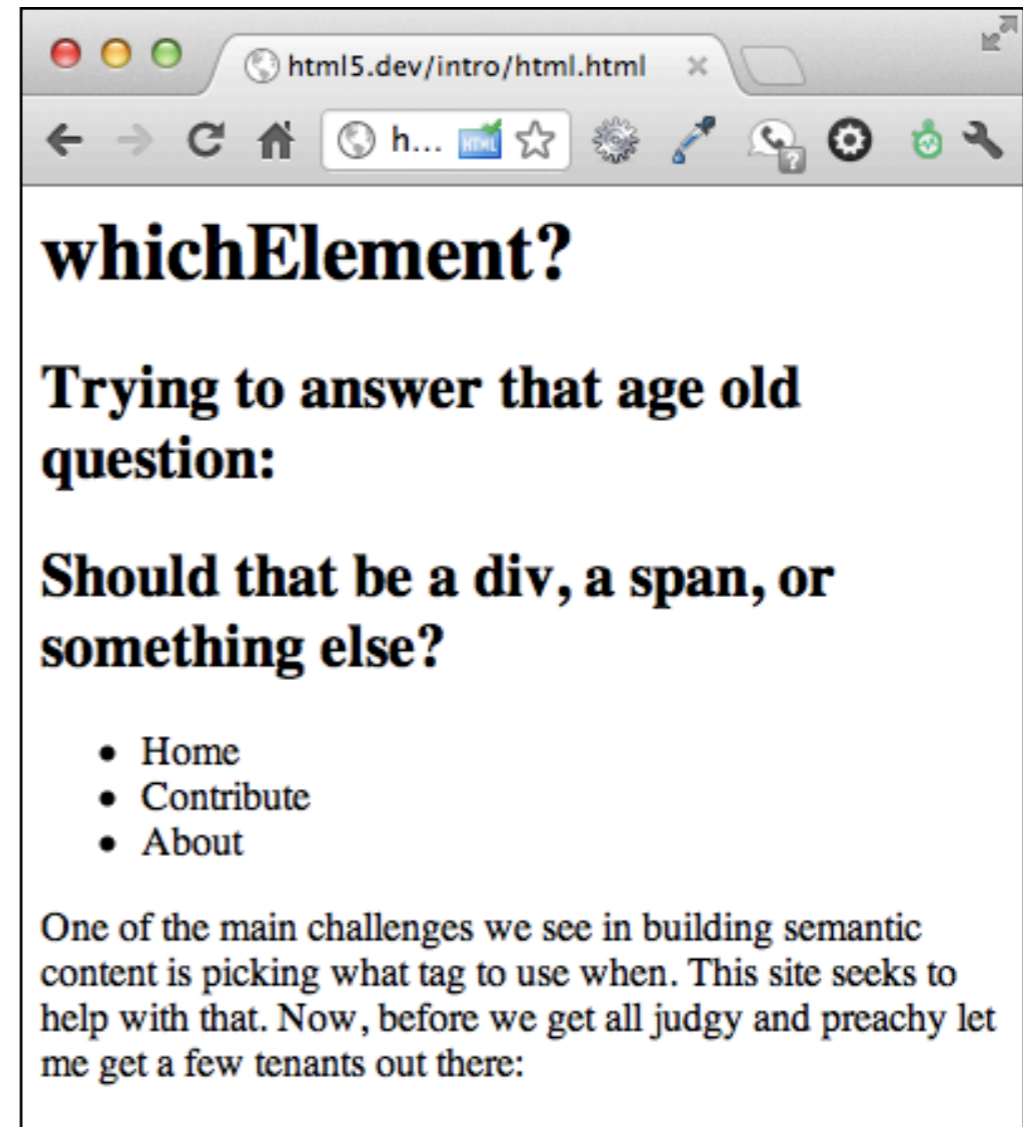 html5.dev/intro/html.html
h...
HTML
whichElement?
Trying to answer that age old
question:
Should that be a div, a span, or
something else?
• Home
• Contribute
• About
One of the main challenges we see in building semantic
content is picking what tag to use when. This site seeks to
help with that. Now, before we get all judgy and preachy let
me get a few tenants out there: